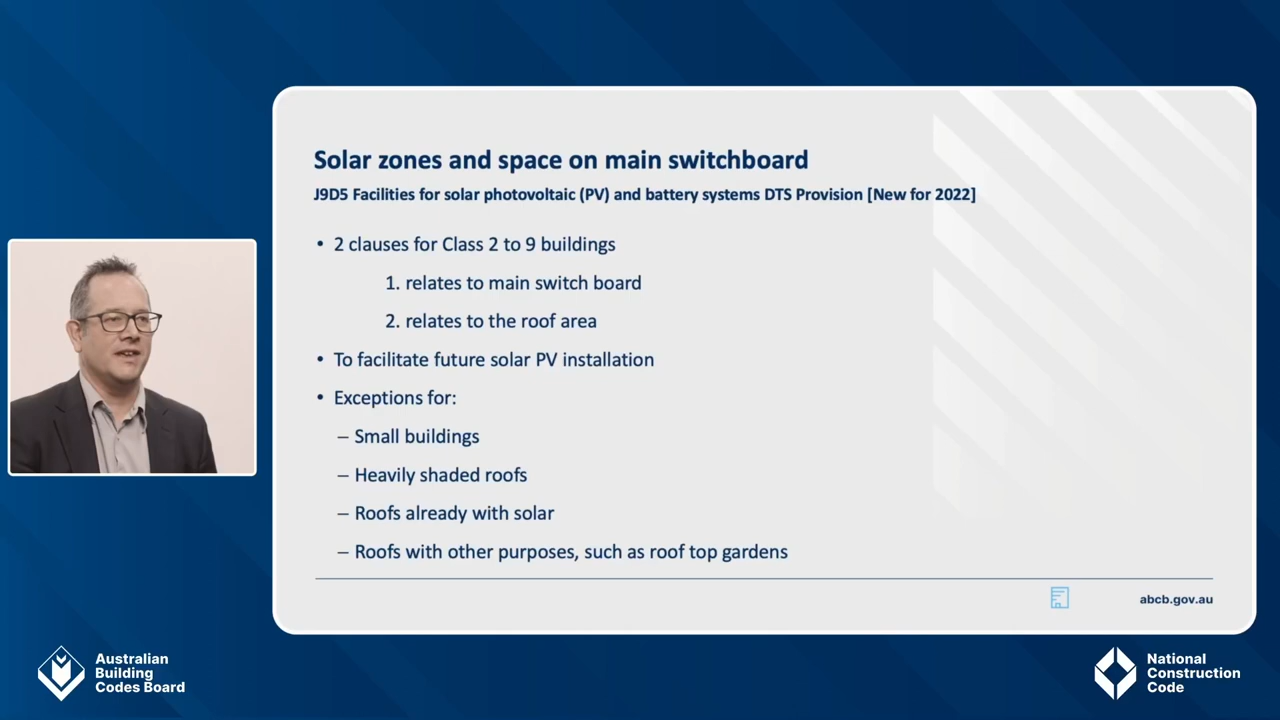 Solar zones and space on main switchboard
J9D5 Facilities for solar photovoltaic (PV) and battery systems DTS Provision [New for 2022]
• 2 clauses for Class 2 to 9 buildings
1. relates to main switch board
2. relates to the roof area
• To facilitate future solar PV installation
• Exceptions for:
– Small buildings
– Heavily shaded roofs
– Roofs already with solar
– Roofs with other purposes, such as roof top gardens
abcb.gov.au
Australian
Building
Codes Board
National
Construction
Code